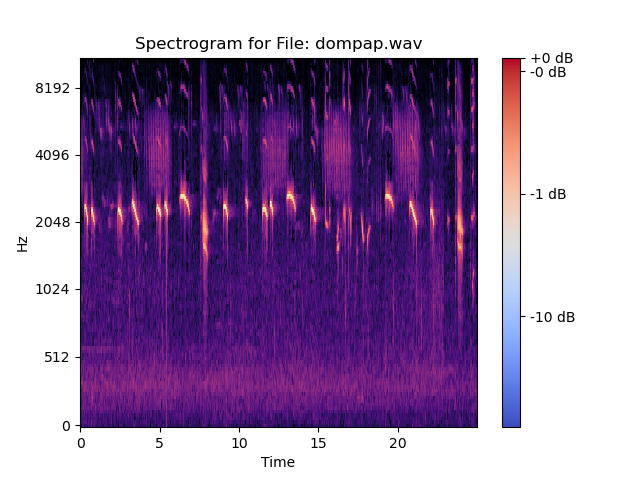 Spectrogram for File: dompap.wav
+0 dB
-0 dB
8192
4096
-1 dB
2048
Hz
1024
-10 dB
512
0
0 5 10 15 20
Time